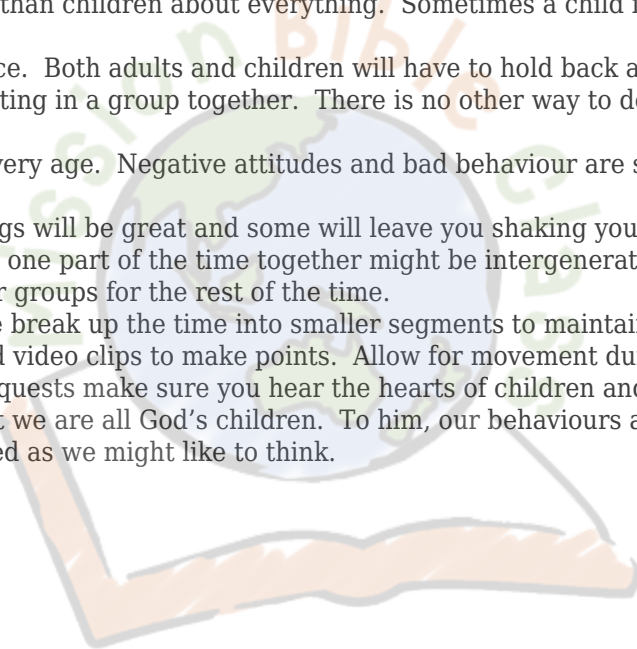 than children about everything. Sometimes a child
ce. Both adults and children will have to hold back a
ting in a group together. There is no other way to d
very age. Negative attitudes and bad behaviour are s
gs will be great and some will leave you shaking you
one part of the time together might be intergenerat
r groups for the rest of the time.
e break up the time into smaller segments to maintai
d video clips to make points. Allow for movement du
quests make sure you hear the hearts of children and
t we are all God’s children. To him, our behaviours a
ed as we might like to think.
Mission Bible Class